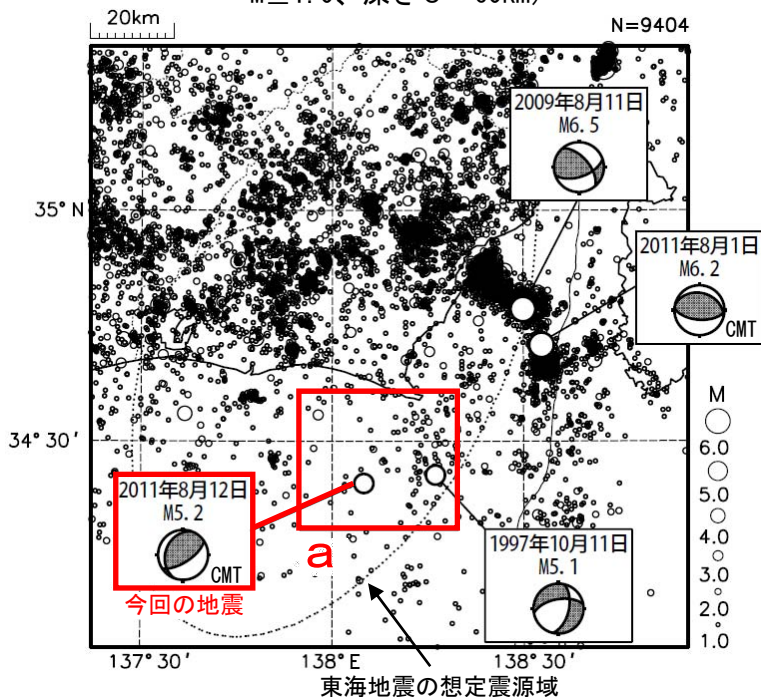 20km
N=9404
2009年8月11日
M6.5
35°N
2011年8月1日
M6.2
CMT
34°30'
M
6.0
5.0
4.0
3.0
2.0
1.0
2011年8月12日
M5.2
CMT
今回の地震
a
1997年10月11日
M5.1
137°30'
138°E
138°30'
東海地震の想定震源域